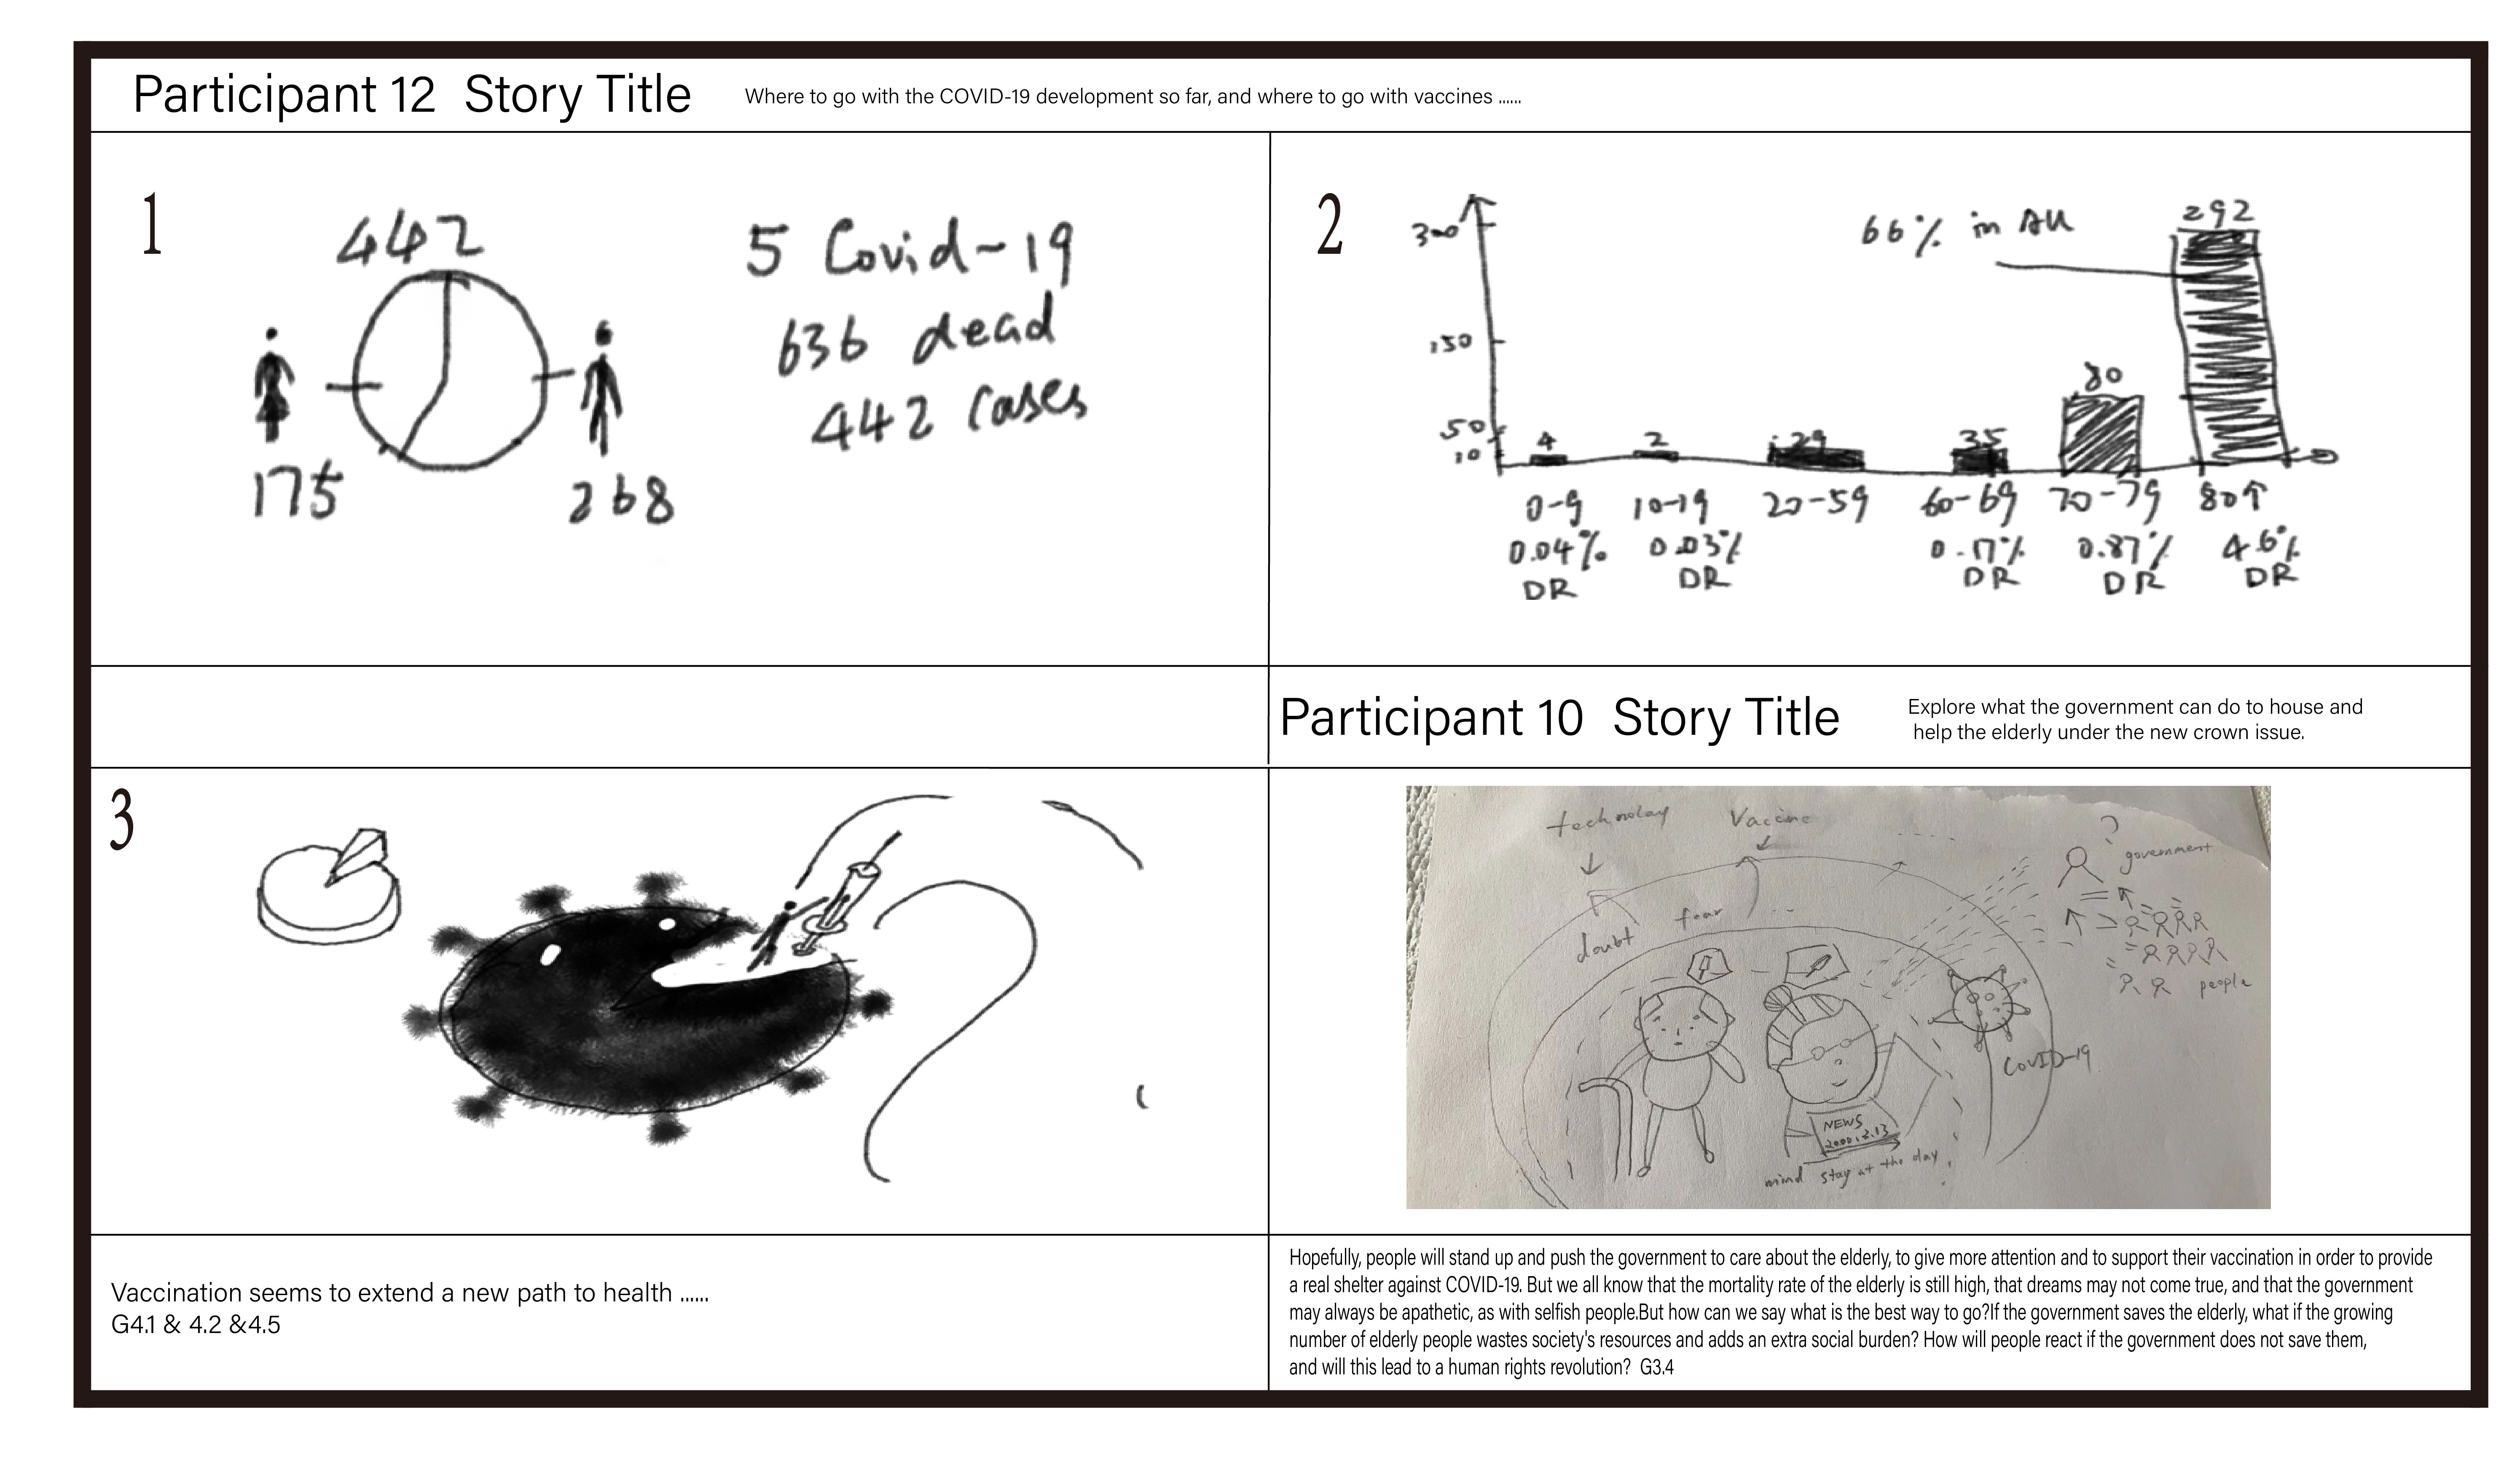 Participant 12 Story Title
Where to go with the COVID-19 development so far, and where to go with vaccines ......
1
442
175
268
5 Covid-19
636 dead
442 cases
2
300
150
50
10
66% in AU
4
2
29
35
80
292
0-9
10-19
20-59
60-69
70-79
80↑
0.04%
DR
0.03%
DR
0.17%
DR
0.87%
DR
4.6%
DR
Participant 10 Story Title
Explore what the government can do to house and
help the elderly under the new crown issue.
3
Vaccination seems to extend a new path to health ......
G4.1 & 4.2 &4.5
technolay
Vaccine
?
government
fear
doubt
people
COVID-19
NEWS
mind stay at the day
Hopefully, people will stand up and push the government to care about the elderly, to give more attention and to support their vaccination in order to provide
a real shelter against COVID-19. But we all know that the mortality rate of the elderly is still high, that dreams may not come true, and that the government
may always be apathetic, as with selfish people.But how can we say what is the best way to go?If the government saves the elderly, what if the growing
number of elderly people wastes society's resources and adds an extra social burden? How will people react if the government does not save them,
and will this lead to a human rights revolution? G3.4